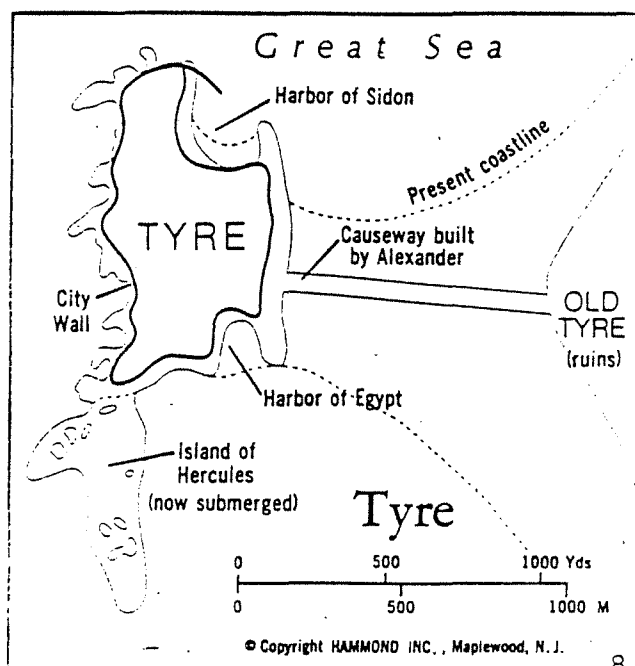 Great Sea
Harbor of Sidon
Present coastline
TYRE
Causeway built
by Alexander
City
Wall
OLD
TYRE
(ruins)
Harbor of Egypt
Island of
Hercules
(now submerged)
Tyre
0 500 1000 Yds
0 500 1000 M
© Copyright HAMMOND INC., Maplewood, N.J.